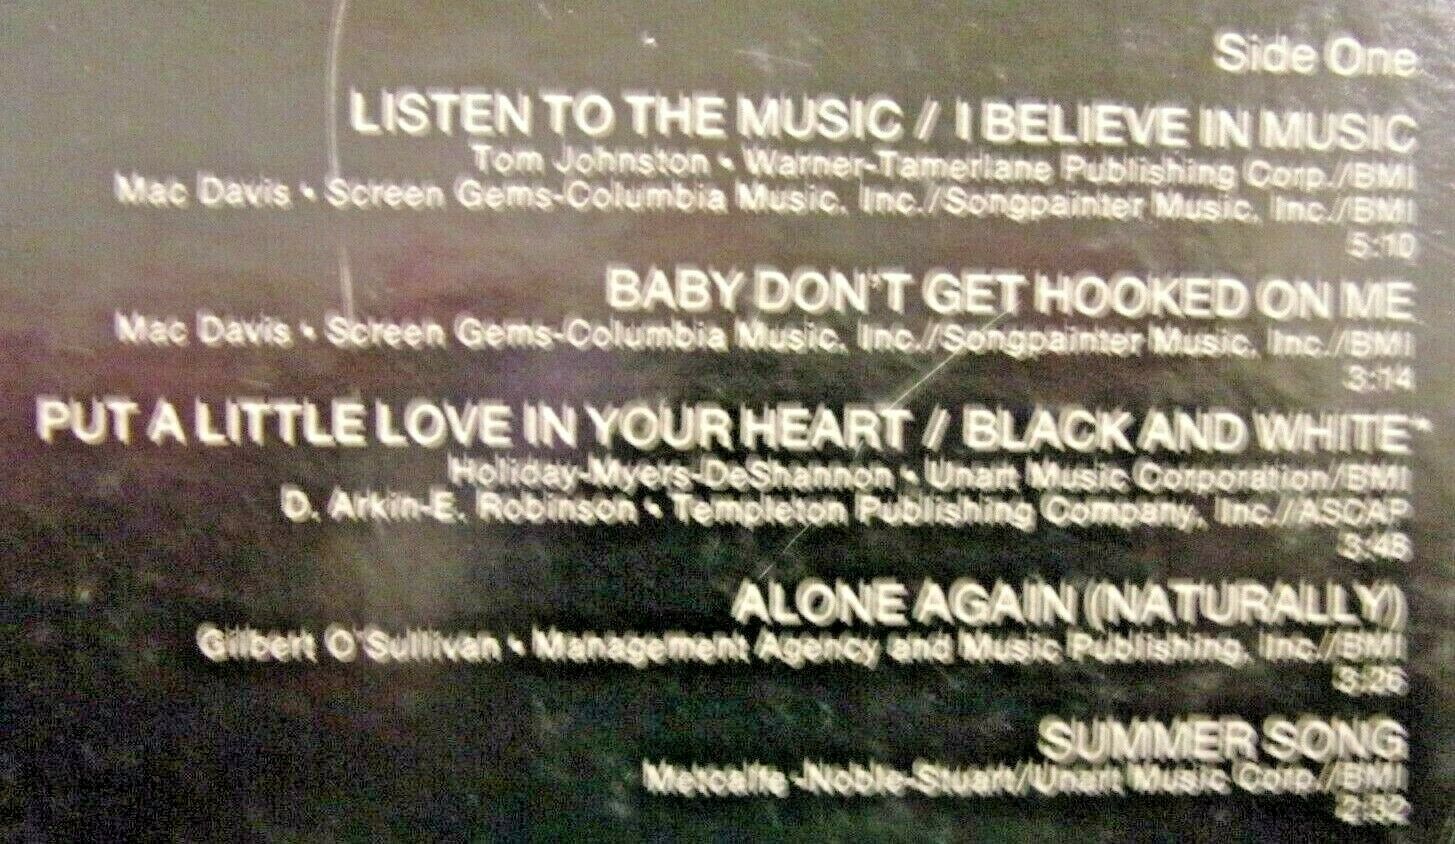 Side One
LISTEN TO THE MUSIC / I BELIEVE IN MUSIC
Tom Johnston • Warner-Tamerlane Publishing Corp./BMI
Mac Davis • Screen Gems-Columbia Music, Inc./Songpainter Music, Inc./BMI
5:10
BABY DON'T GET HOOKED ON ME
Mac Davis • Screen Gems-Columbia Music, Inc./Songpainter Music, Inc./BMI
3:14
PUT A LITTLE LOVE IN YOUR HEART / BLACK AND WHITE*
Holiday-Myers-DeShannon • Unart Music Corporation/BMI
D. Arkin-E. Robinson • Templeton Publishing Company, Inc./ASCAP
3:45
ALONE AGAIN (NATURALLY)
Gilbert O'Sullivan • Management Agency and Music Publishing, Inc./BMI
3:26
SUMMER SONG
Metcalfe-Noble-Stuart/Unart Music Corp./BMI
2:32